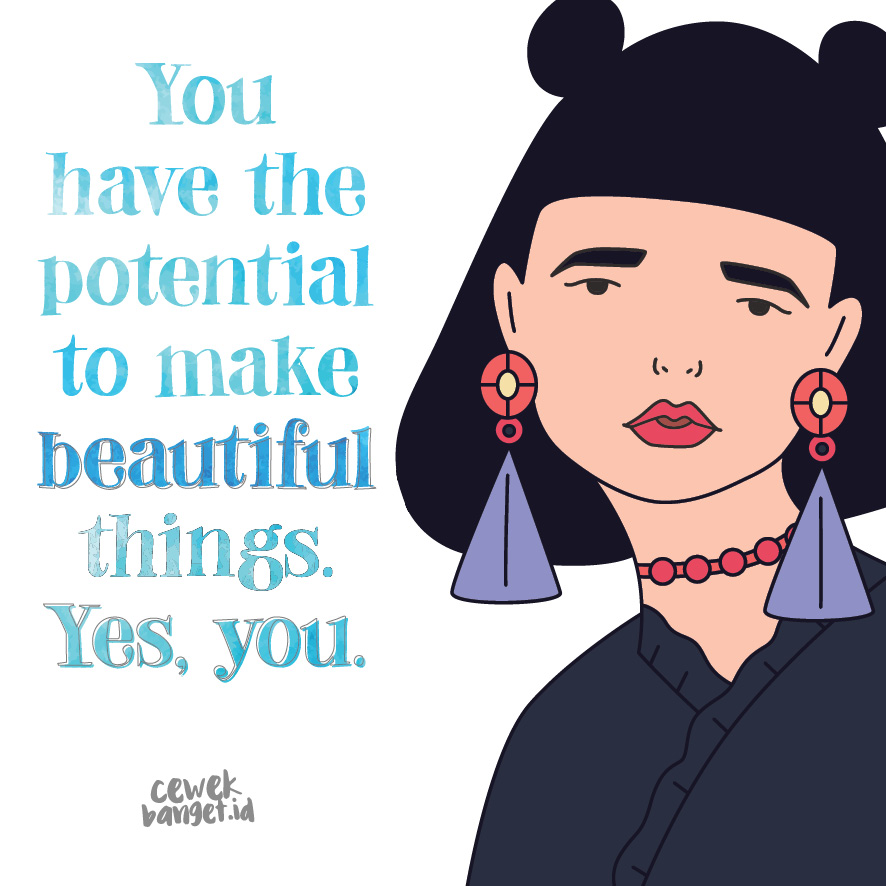 You
have the
potential
to make
beautiful
things.
Yes, you.
cewek
banget.id